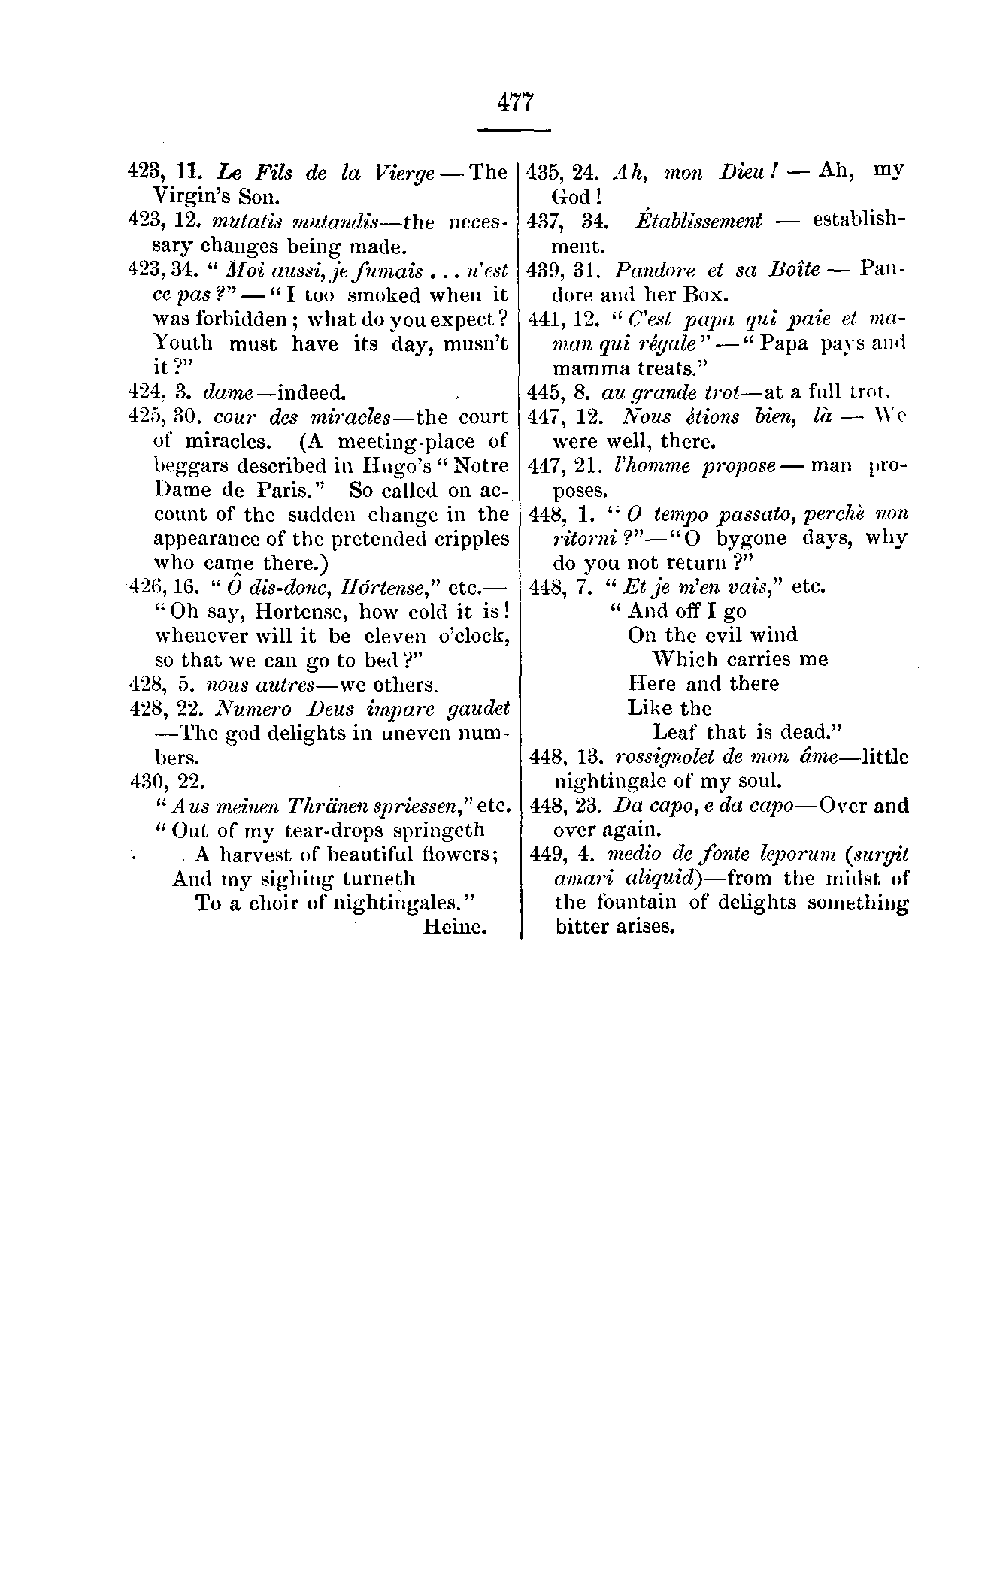 477
423, 11. Le Fils de la Vierge — The
Virgin's Son.
423, 12. mutatis mutandis—the neces-
sary changes being made.
423, 34. “ Moi aussi, je fumais . . . n'est
ce pas ?” — “ I too smoked when it
was forbidden ; what do you expect ?
Youth must have its day, musn't
it ?”
424, 3. dame—indeed.
425, 30. cour des miracles—the court
of miracles. (A meeting-place of
beggars described in Hugo's “ Notre
Dame de Paris.” So called on ac-
count of the sudden change in the
appearance of the pretended cripples
who came there.)
426, 16. “ Ô dis-donc, Hórtense,” etc.—
“ Oh say, Hortense, how cold it is !
whenever will it be eleven o'clock,
so that we can go to bed ?”
428, 5. nous autres—we others.
428, 22. Numero Deus impare gaudet
—The god delights in uneven num-
bers.
430, 22.
“ Aus meinen Thränen spriessen,” etc.
“ Out of my tear-drops springeth
A harvest of beautiful flowers;
And my sighing turneth
To a choir of nightingales.”
Heine.
435, 24. Ah, mon Dieu ! — Ah, my
God !
437, 34. Établissement — establish-
ment.
439, 31. Pandore et sa Boîte — Pan-
dore and her Box.
441, 12. “ C'est papa qui paie et ma-
man qui régale ” — “ Papa pays and
mamma treats.”
445, 8. au grande trot—at a full trot.
447, 12. Nous étions bien, là — We
were well, there.
447, 21. l'homme propose — man pro-
poses.
448, 1. “ O tempo passato, perchè non
ritorni ?”—“O bygone days, why
do you not return ?”
448, 7. “ Et je m'en vais,” etc.
“ And off I go
On the evil wind
Which carries me
Here and there
Like the
Leaf that is dead.”
448, 13. rossignolet de mon âme—little
nightingale of my soul.
448, 23. Da capo, e da capo—Over and
over again.
449, 4. medio de fonte leporum (surgit
amari aliquid)—from the midst of
the fountain of delights something
bitter arises.